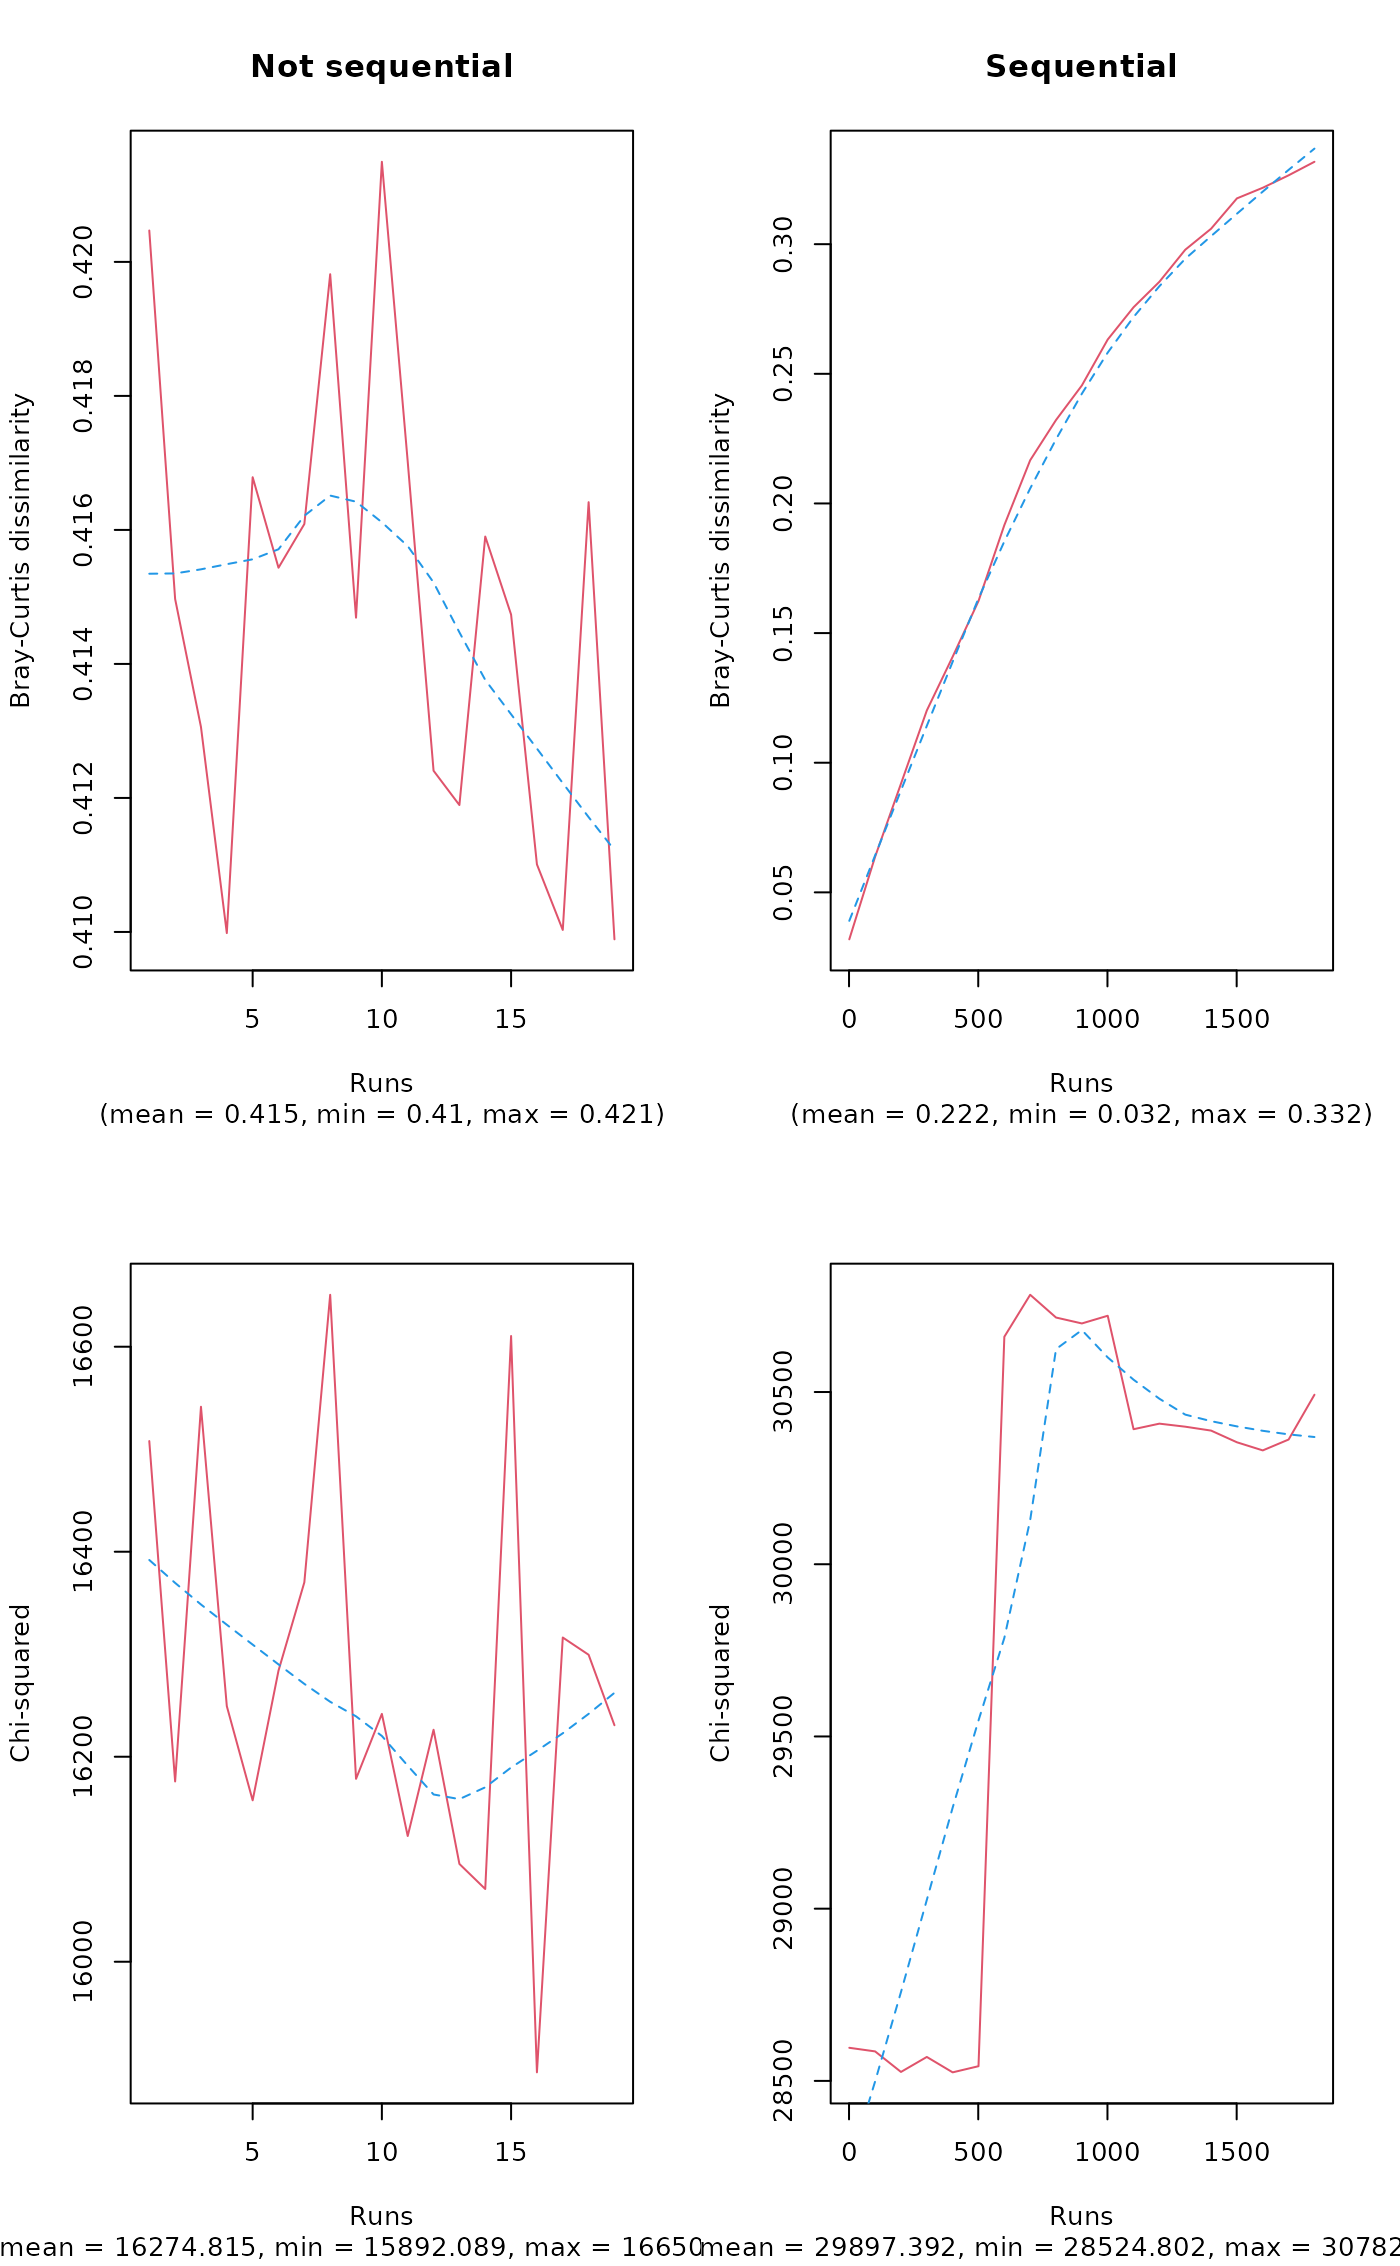 Not sequential
Bray-Curtis dissimilarity
0.420
0.418
0.416
0.414
0.412
0.410
5 10 15
Runs
(mean = 0.415, min = 0.41, max = 0.421)
Sequential
Bray-Curtis dissimilarity
0.30
0.25
0.20
0.15
0.10
0.05
0 500 1000 1500
Runs
(mean = 0.222, min = 0.032, max = 0.332)
Chi-squared
16600
16400
16200
16000
5 10 15
Runs
mean = 16274.815, min = 15892.089, max = 16650
Chi-squared
30500
30000
29500
29000
28500
0 500 1000 1500
Runs
mean = 29897.392, min = 28524.802, max = 30782